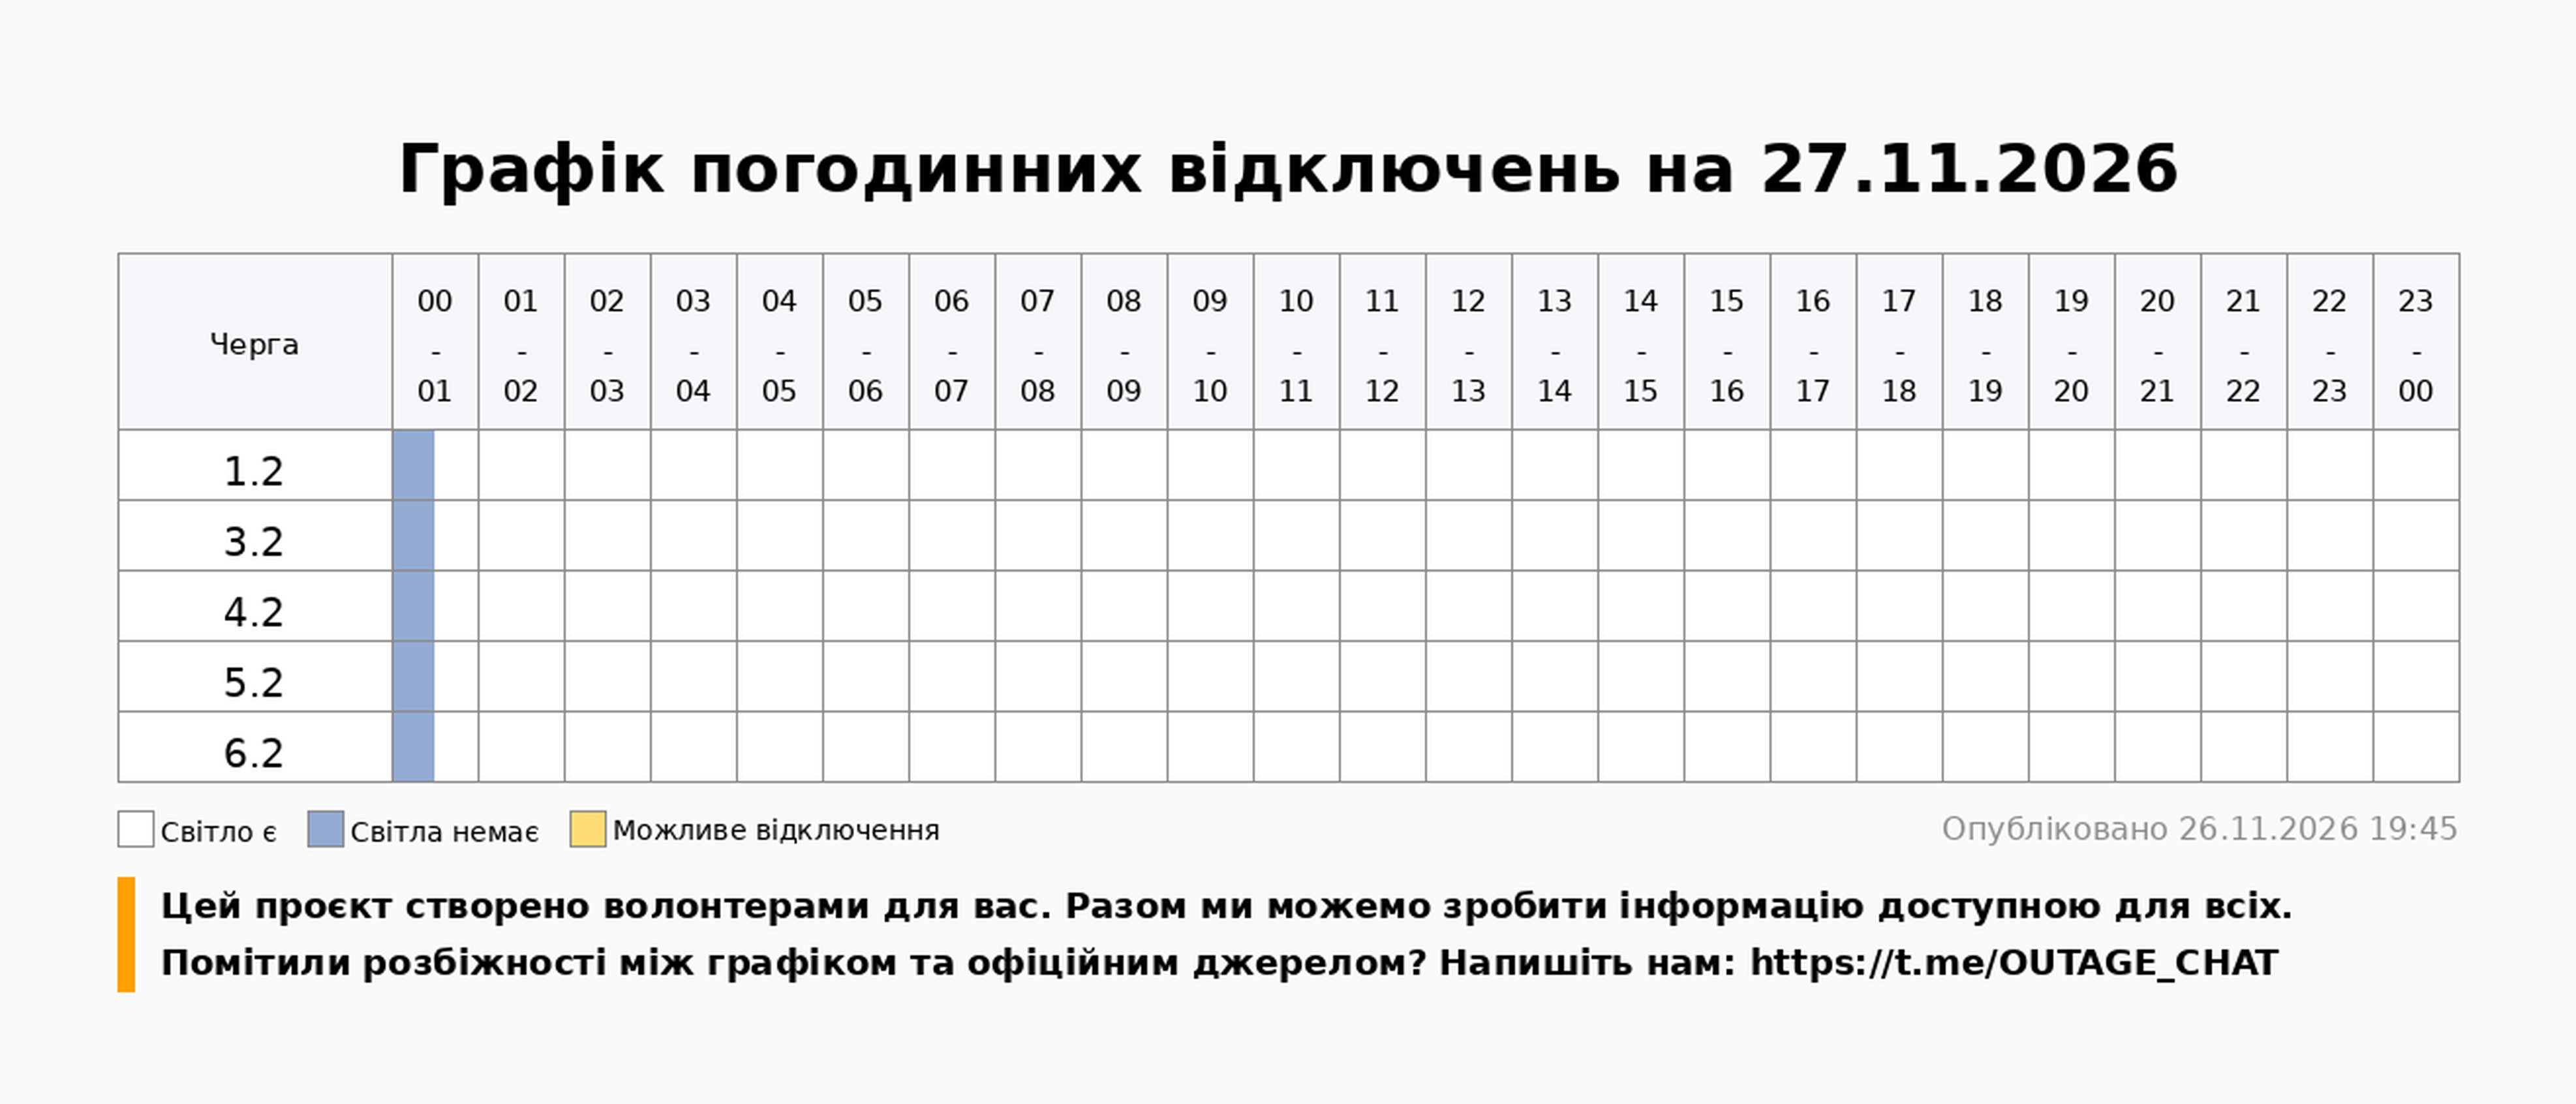 Графік погодинних відключень на 27.11.2026
Черга 00 - 01 01 - 02 02 - 03 03 - 04 04 - 05 05 - 06 06 - 07 07 - 08 08 - 09 09 - 10 10 - 11 11 - 12 12 - 13 13 - 14 14 - 15 15 - 16 16 - 17 17 - 18 18 - 19 19 - 20 20 - 21 21 - 22 22 - 23 23 - 00
1.2
3.2
4.2
5.2
6.2
Світло є Світла немає Можливе відключення Опубліковано 26.11.2026 19:45
Цей проєкт створено волонтерами для вас. Разом ми можемо зробити інформацію доступною для всіх.
Помітили розбіжності між графіком та офіційним джерелом? Напишіть нам: https://t.me/OUTAGE_CHAT